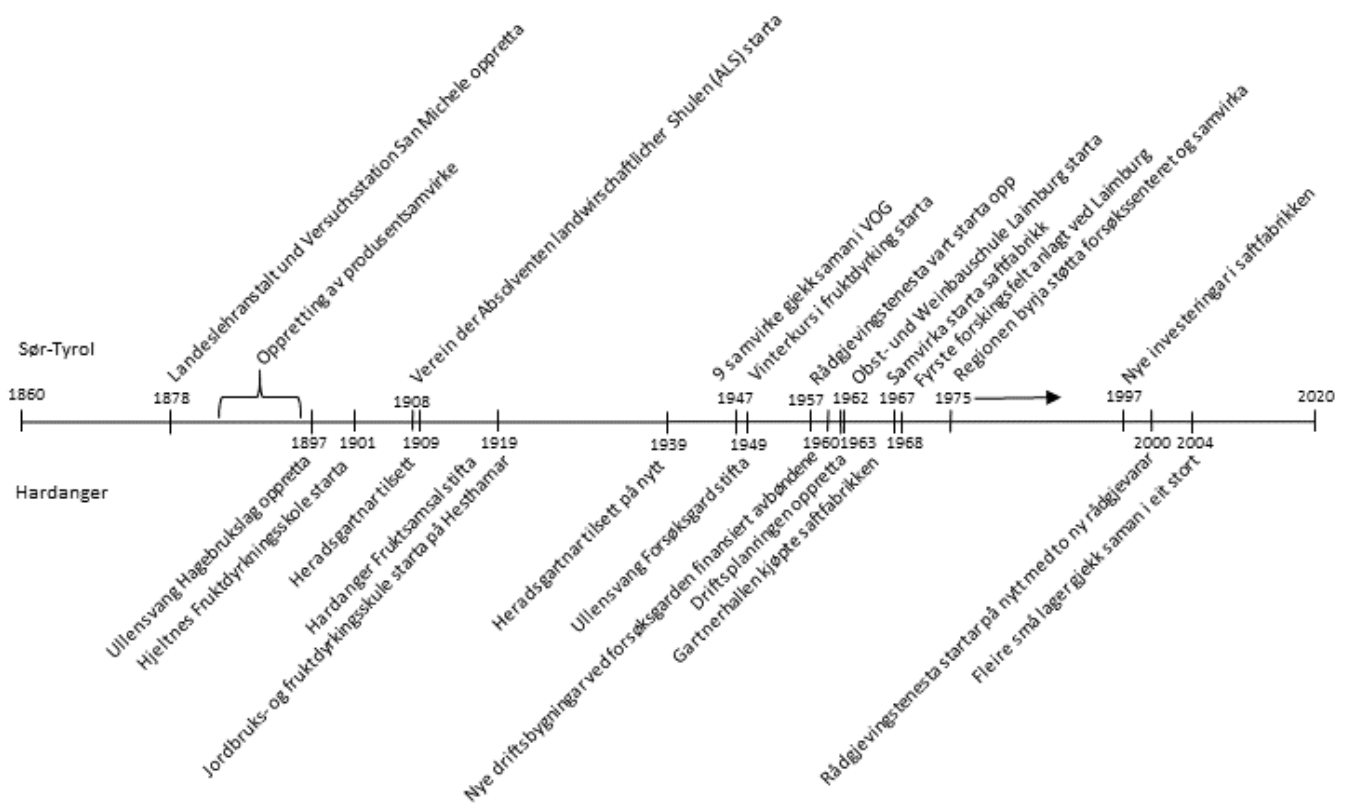 Landeslehranstalt und Versuchsstation San Michele oppretta
Oppretting av produsentsamvirke
Verein der Absolventen landwirschaftlicher Shulen (ALS) starta
9 samvirke gjekk saman i VOG
Vinterkurs i fruktdyrking starta
Rådgjevingstenesta vart starta opp
Obst- und Weinbauschule Laimburg starta
Samvirka starta saftfabrikk
Fyrste forskingsfelt anlagt ved Laimburg
Regionen byrja støtta forsøkssenteret og samvirka
Nye investeringar i saftfabrikken
Sør-Tyrol
1860
1878
1908
1947
1957
1962
1967
1975
1997
2020
1897
1901
1909
1919
1939
1949
1960
1963
1968
2000
2004
Hardanger
Ullensvang Hagebrukslag oppretta
Hjeltnes Fruktdyrkningsskole starta
Heradsgartnar tilsett
Hardanger Fruktsamsal stifta
Jordbruks- og fruktdyrkingsskule starta på Hesthamar
Heradsgartnar tilsett på nytt
Ullensvang Forsøksgard stifta
Nye driftsbygningar ved forsøksgarden finansiert av bøndene
Driftsplanringen oppretta
Gartnerhallen kjøpte saftfabrikken
Rådgjevingstenesta startar på nytt med to ny rådgjevarar
Fleire små lager gjekk saman i eit stort